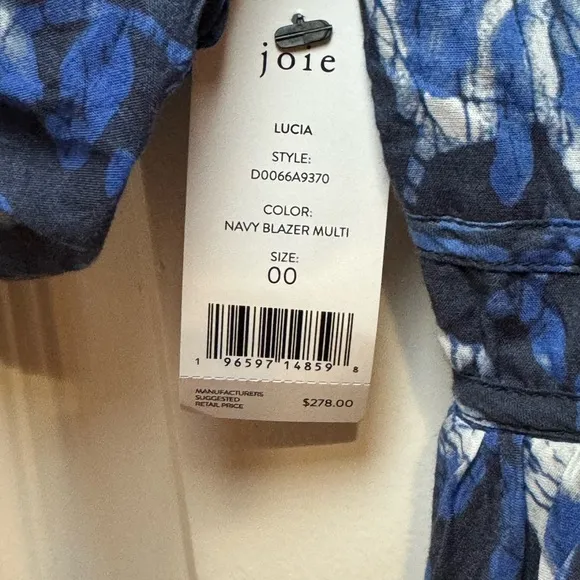 joie
LUCIA
STYLE:
D0066A9370
COLOR:
NAVY BLAZER MULTI
SIZE:
00
1 96597 14859 8
MANUFACTURERS
SUGGESTED
RETAIL PRICE
$278.00